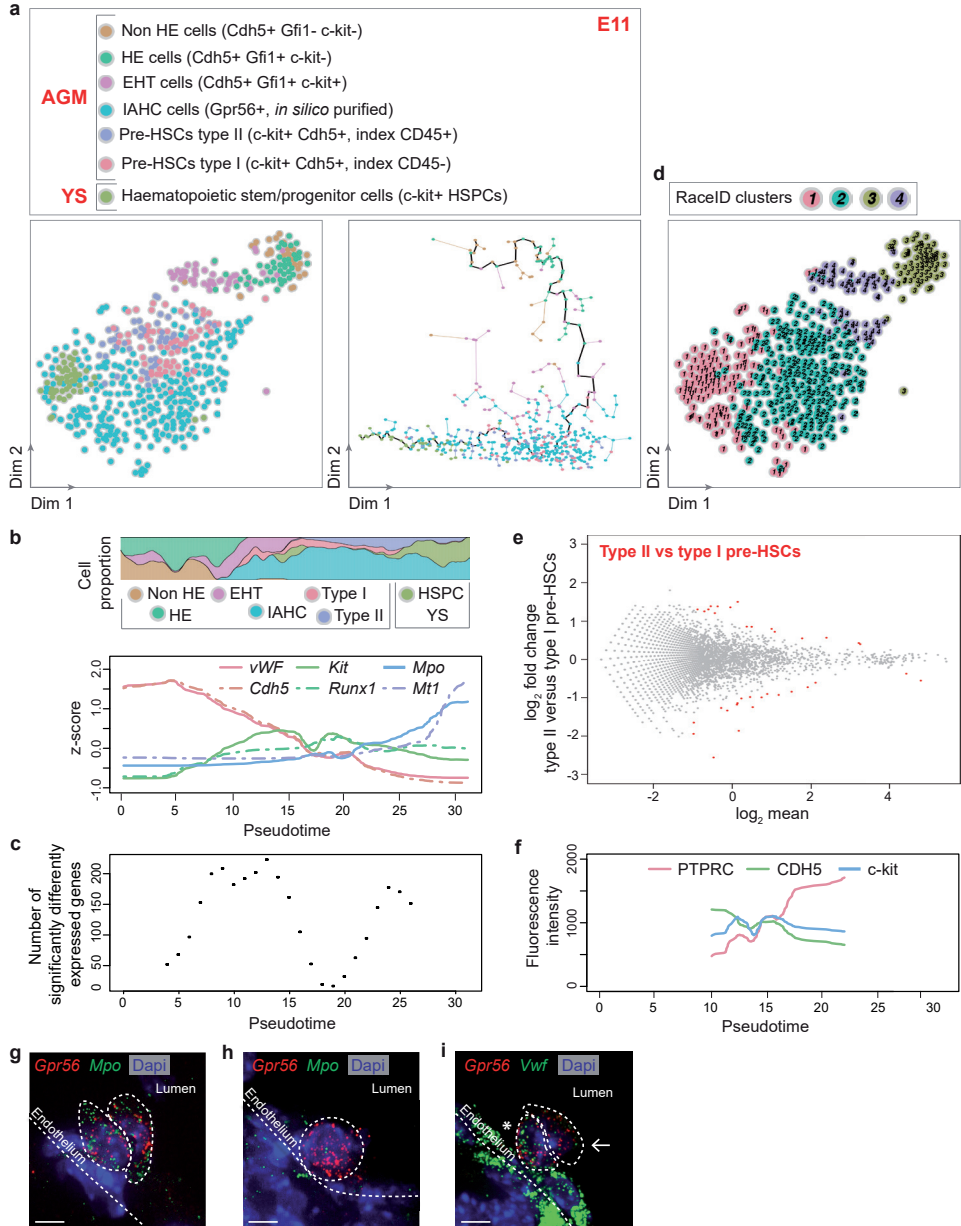 a
E11
AGM
Non HE cells (Cdh5+ Gfi1- c-kit-)
HE cells (Cdh5+ Gfi1+ c-kit-)
EHT cells (Cdh5+ Gfi1+ c-kit+)
IAHC cells (Gpr56+, in silico purified)
Pre-HSCs type II (c-kit+ Cdh5+, index CD45+)
Pre-HSCs type I (c-kit+ Cdh5+, index CD45-)
YS
Haematopoietic stem/progenitor cells (c-kit+ HSPCs)
Dim 2
Dim 1
Dim 2
Dim 1
d
RaceID clusters 1 2 3 4
Dim 2
Dim 1
b
Cell proportion
Non HE EHT Type I HSPC
HE IAHC Type II YS
vWF Kit Mpo
Cdh5 Runx1 Mt1
z-score
2.0
1.0
0.0
-1.0
0 5 10 15 20 25 30
Pseudotime
c
Number of significantly differently expressed genes
200
150
50
0
0 5 10 15 20 25 30
Pseudotime
e
Type II vs type I pre-HSCs
log2 fold change
type II versus type I pre-HSCs
3
2
1
0
-1
-2
-3
-2 0 2 4
log2 mean
f
PTPRC CDH5 c-kit
Fluorescence intensity
2000
1000
0
0 5 10 15 20 25 30
Pseudotime
g
Gpr56 Mpo Dapi
Lumen
Endothelium
h
Gpr56 Mpo Dapi
Lumen
Endothelium
i
Gpr56 Vwf Dapi
Lumen
*
Endothelium